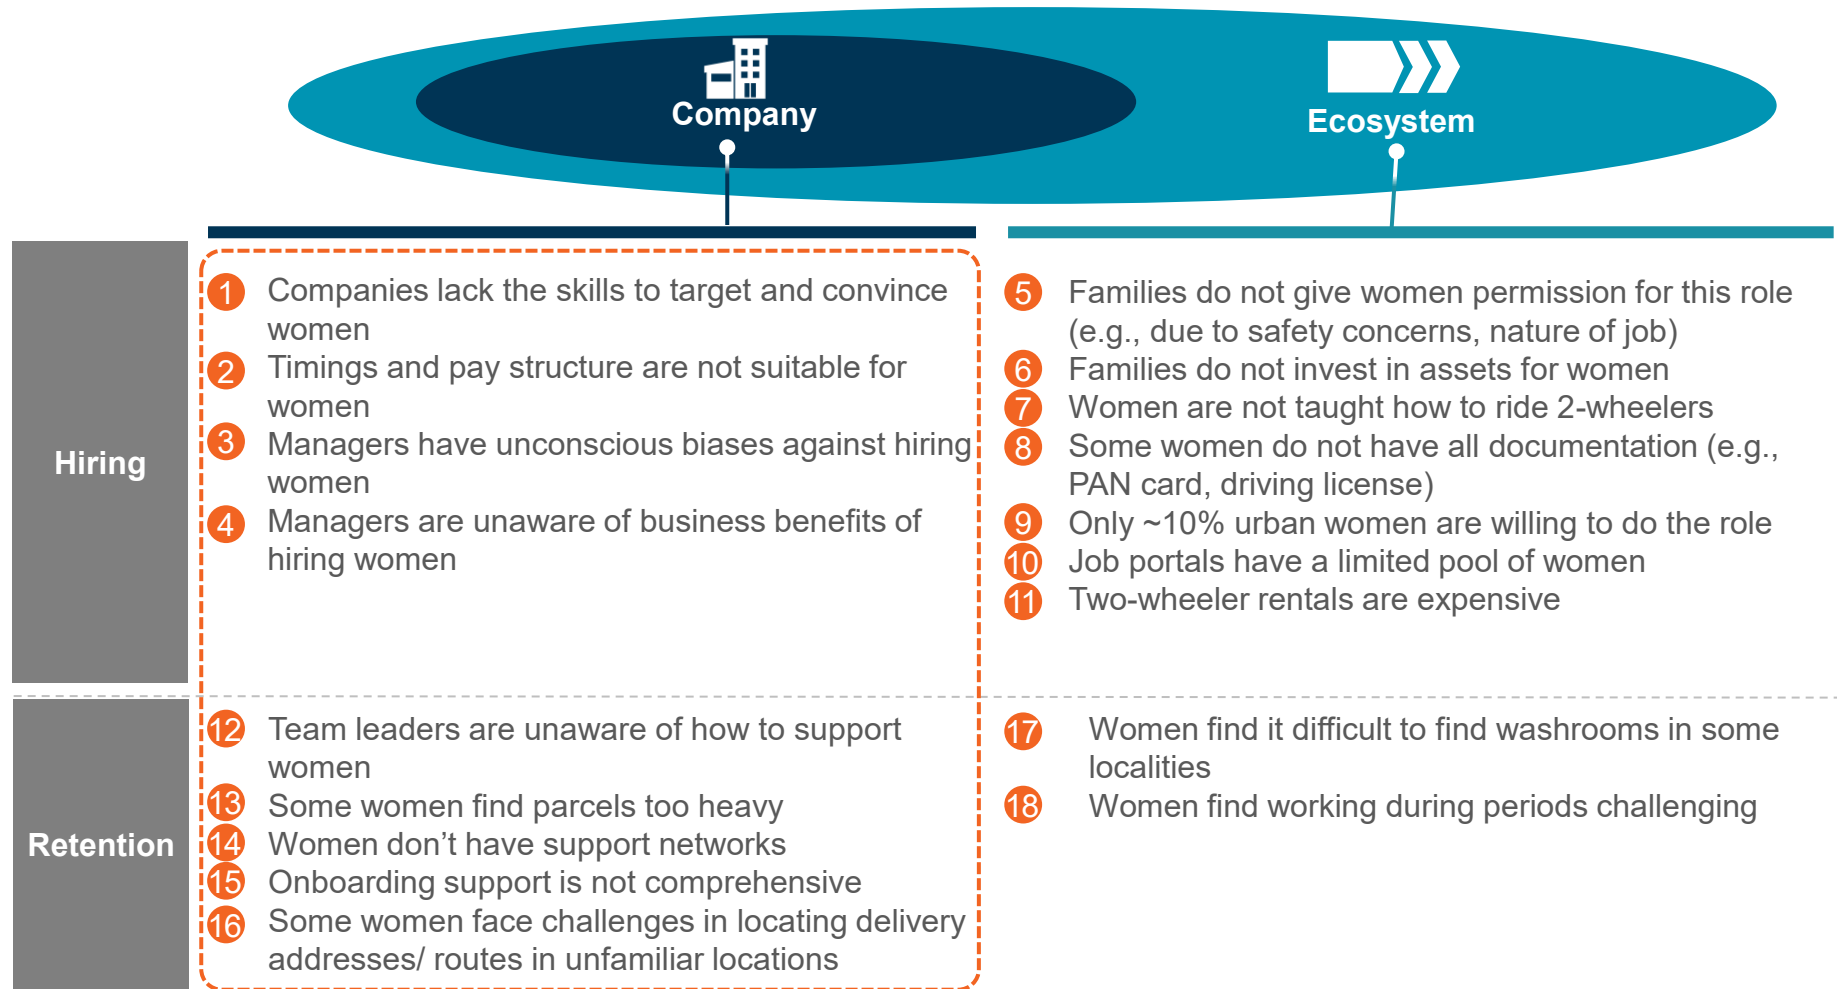 Company
Ecosystem
Hiring
1 Companies lack the skills to target and convince
women
2 Timings and pay structure are not suitable for
women
3 Managers have unconscious biases against hiring
women
4 Managers are unaware of business benefits of
hiring women
5 Families do not give women permission for this role
(e.g., due to safety concerns, nature of job)
6 Families do not invest in assets for women
7 Women are not taught how to ride 2-wheelers
8 Some women do not have all documentation (e.g.,
PAN card, driving license)
9 Only ~10% urban women are willing to do the role
10 Job portals have a limited pool of women
11 Two-wheeler rentals are expensive
Retention
12 Team leaders are unaware of how to support
women
13 Some women find parcels too heavy
14 Women don’t have support networks
15 Onboarding support is not comprehensive
16 Some women face challenges in locating delivery
addresses/ routes in unfamiliar locations
17 Women find it difficult to find washrooms in some
localities
18 Women find working during periods challenging